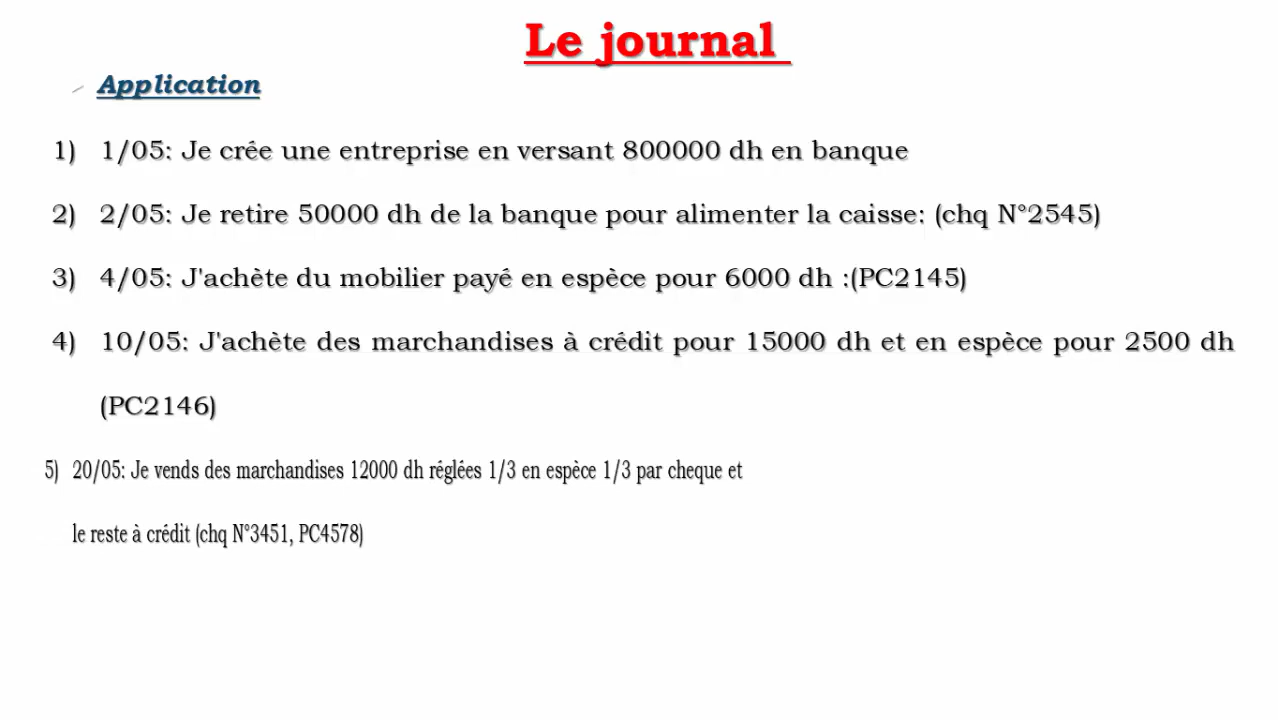 Le journal
Application
1) 1/05: Je crée une entreprise en versant 800000 dh en banque
2) 2/05: Je retire 50000 dh de la banque pour alimenter la caisse: (chq N°2545)
3) 4/05: J'achète du mobilier payé en espèce pour 6000 dh :(PC2145)
4) 10/05: J'achète des marchandises à crédit pour 15000 dh et en espèce pour 2500 dh
(PC2146)
5) 20/05: Je vends des marchandises 12000 dh réglées 1/3 en espèce 1/3 par cheque et
le reste à crédit (chq N°3451, PC4578)